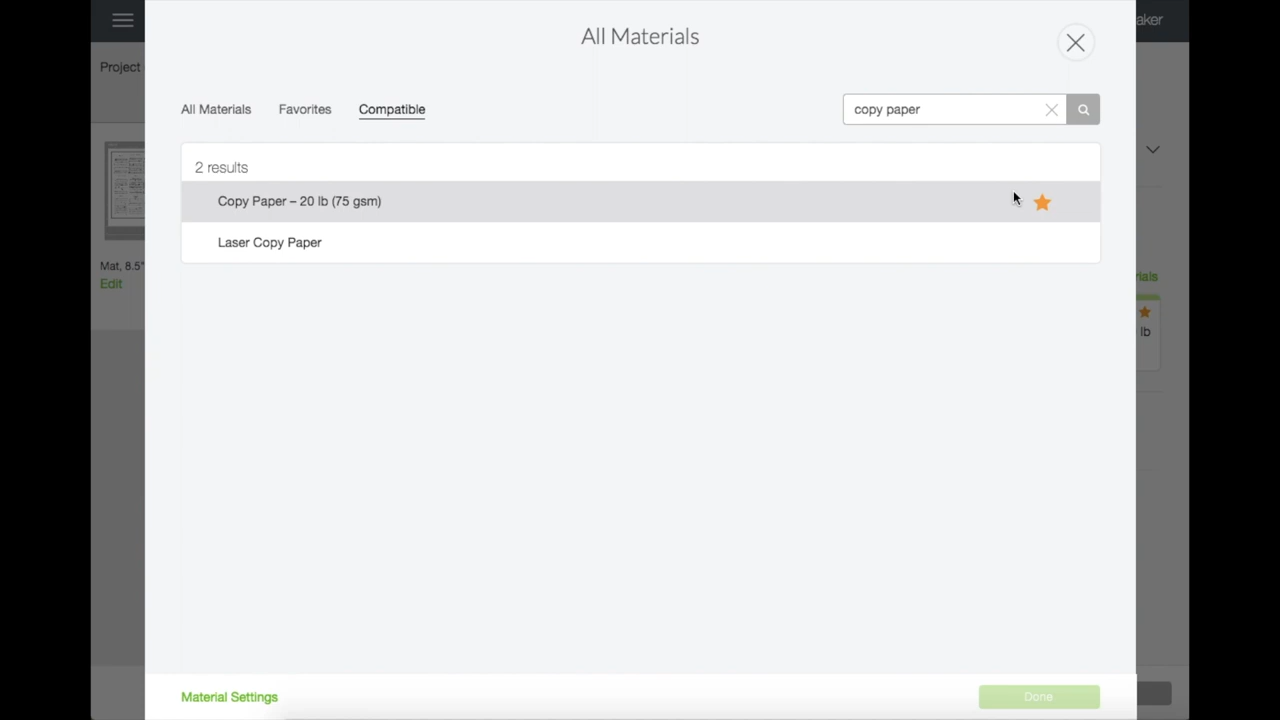 All Materials
aker
Project
All Materials
Favorites
Compatible
copy paper
2 results
Copy Paper – 20 lb (75 gsm)
Laser Copy Paper
Mat, 8.5"
Edit
rials
lb
Material Settings
Done